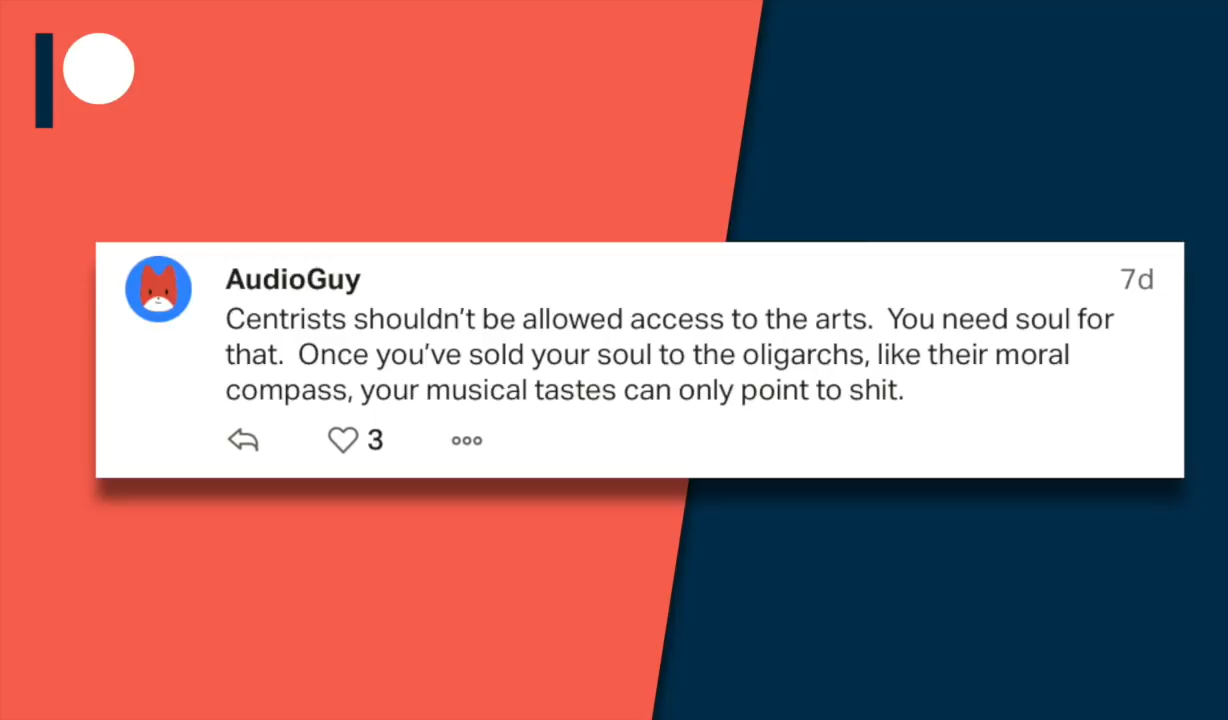 AudioGuy
7d
Centrists shouldn't be allowed access to the arts.  You need soul for
that.  Once you've sold your soul to the oligarchs, like their moral
compass, your musical tastes can only point to shit.
3